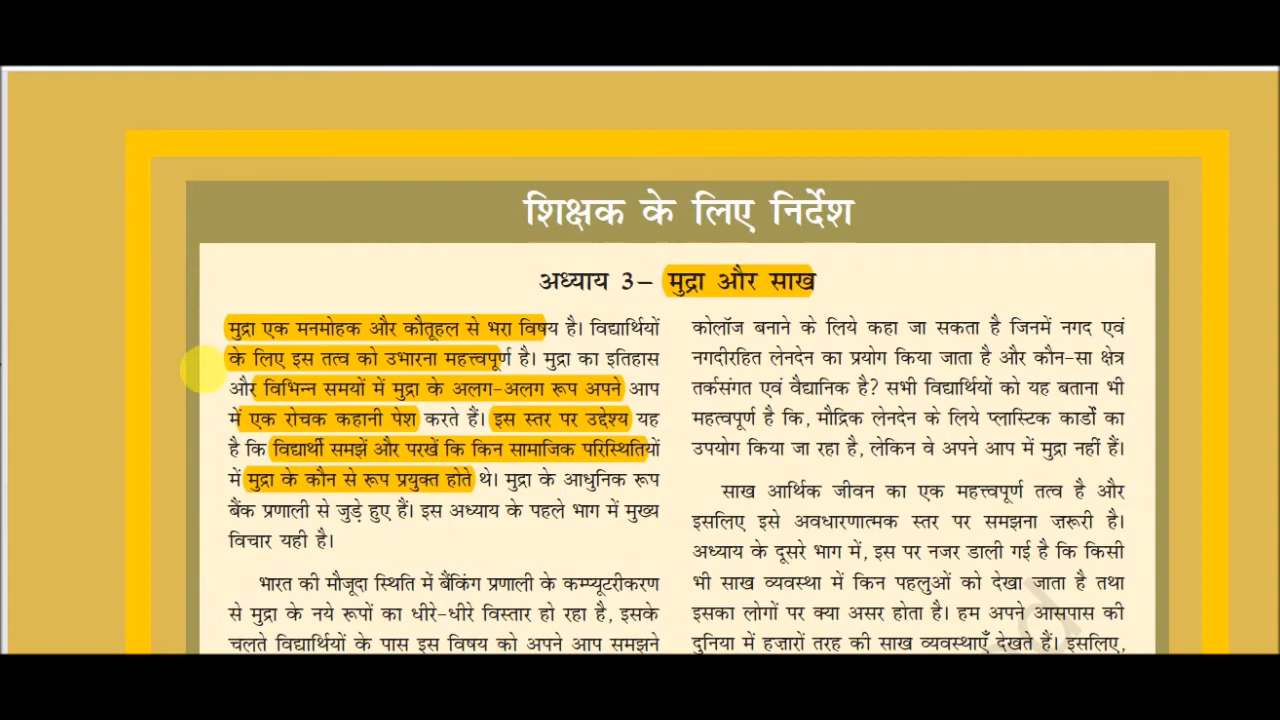 शिक्षक के लिए निर्देश
अध्याय 3– मुद्रा और साख
मुद्रा एक मनमोहक और कौतूहल से भरा विषय है। विद्यार्थियों
के लिए इस तत्व को उभारना महत्त्वपूर्ण है। मुद्रा का इतिहास
और विभिन्न समयों में मुद्रा के अलग-अलग रूप अपने आप
में एक रोचक कहानी पेश करते हैं। इस स्तर पर उद्देश्य यह
है कि विद्यार्थी समझें और परखें कि किन सामाजिक परिस्थितियों
में मुद्रा के कौन से रूप प्रयुक्त होते थे। मुद्रा के आधुनिक रूप
बैंक प्रणाली से जुड़े हुए हैं। इस अध्याय के पहले भाग में मुख्य
विचार यही है।
भारत की मौजूदा स्थिति में बैंकिंग प्रणाली के कम्प्यूटरीकरण
से मुद्रा के नये रूपों का धीरे-धीरे विस्तार हो रहा है, इसके
चलते विद्यार्थियों के पास इस विषय को अपने आप समझने
कोलॉज बनाने के लिये कहा जा सकता है जिनमें नगद एवं
नगदीरहित लेनदेन का प्रयोग किया जाता है और कौन-सा क्षेत्र
तर्कसंगत एवं वैद्यानिक है? सभी विद्यार्थियों को यह बताना भी
महत्वपूर्ण है कि, मौद्रिक लेनदेन के लिये प्लास्टिक कार्डों का
उपयोग किया जा रहा है, लेकिन वे अपने आप में मुद्रा नहीं हैं।
साख आर्थिक जीवन का एक महत्त्वपूर्ण तत्व है और
इसलिए इसे अवधारणात्मक स्तर पर समझना ज़रूरी है।
अध्याय के दूसरे भाग में, इस पर नजर डाली गई है कि किसी
भी साख व्यवस्था में किन पहलुओं को देखा जाता है तथा
इसका लोगों पर क्या असर होता है। हम अपने आसपास की
दुनिया में हज़ारों तरह की साख व्यवस्थाएँ देखते हैं। इसलिए,